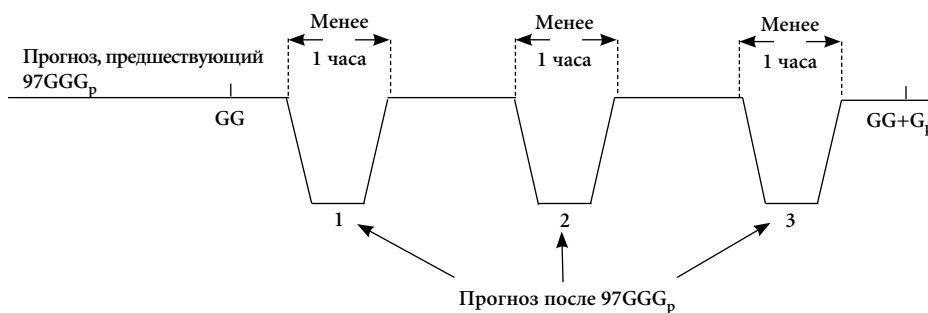 Менее Менее Менее
1 часа 1 часа 1 часа
Прогноз, предшествующий
97GGGp
GG GG+Gp
1 2 3
Прогноз после 97GGGp